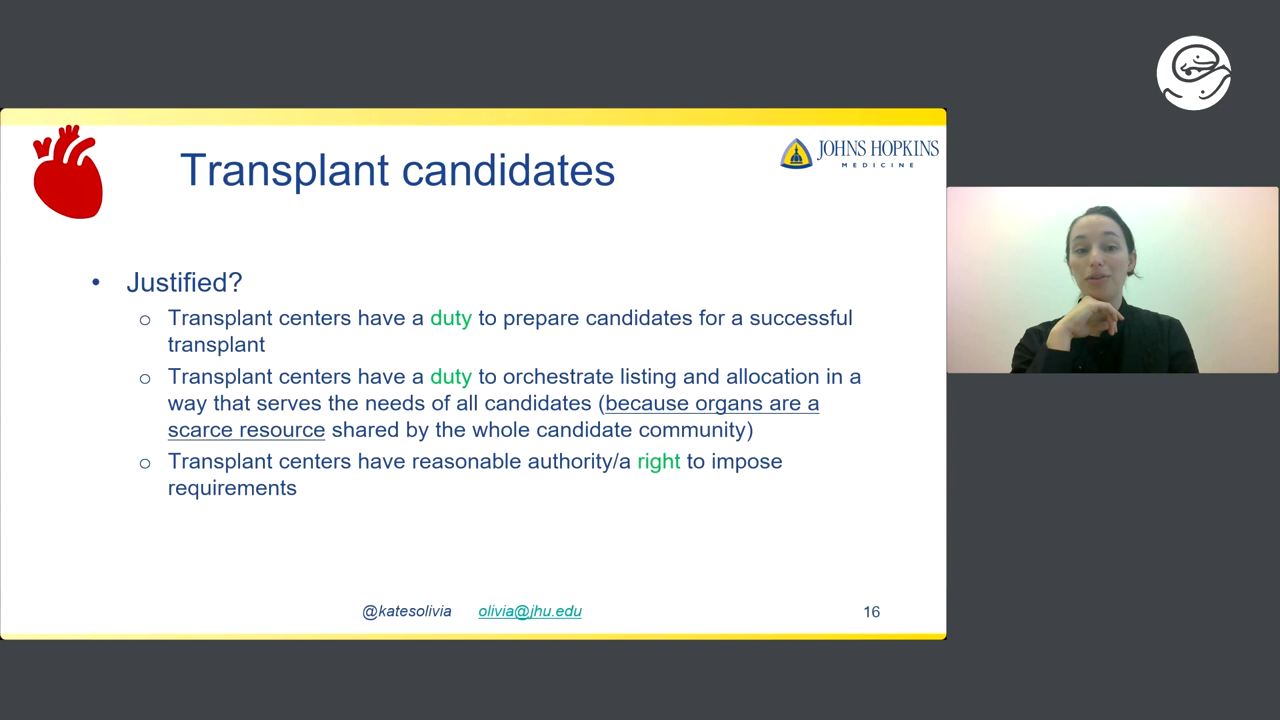 Transplant candidates
JOHNS HOPKINS
MEDICINE
• Justified?
o Transplant centers have a duty to prepare candidates for a successful
transplant
o Transplant centers have a duty to orchestrate listing and allocation in a
way that serves the needs of all candidates (because organs are a
scarce resource shared by the whole candidate community)
o Transplant centers have reasonable authority/a right to impose
requirements
@katesolivia olivia@jhu.edu 16